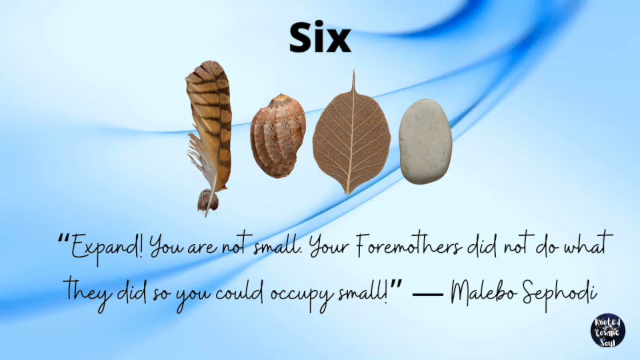 Six
“Expand! You are not small. Your Foremothers did not do what
they did so you could occupy small!” — Malebo Sephodi
Rooted
Cosmic
Soul